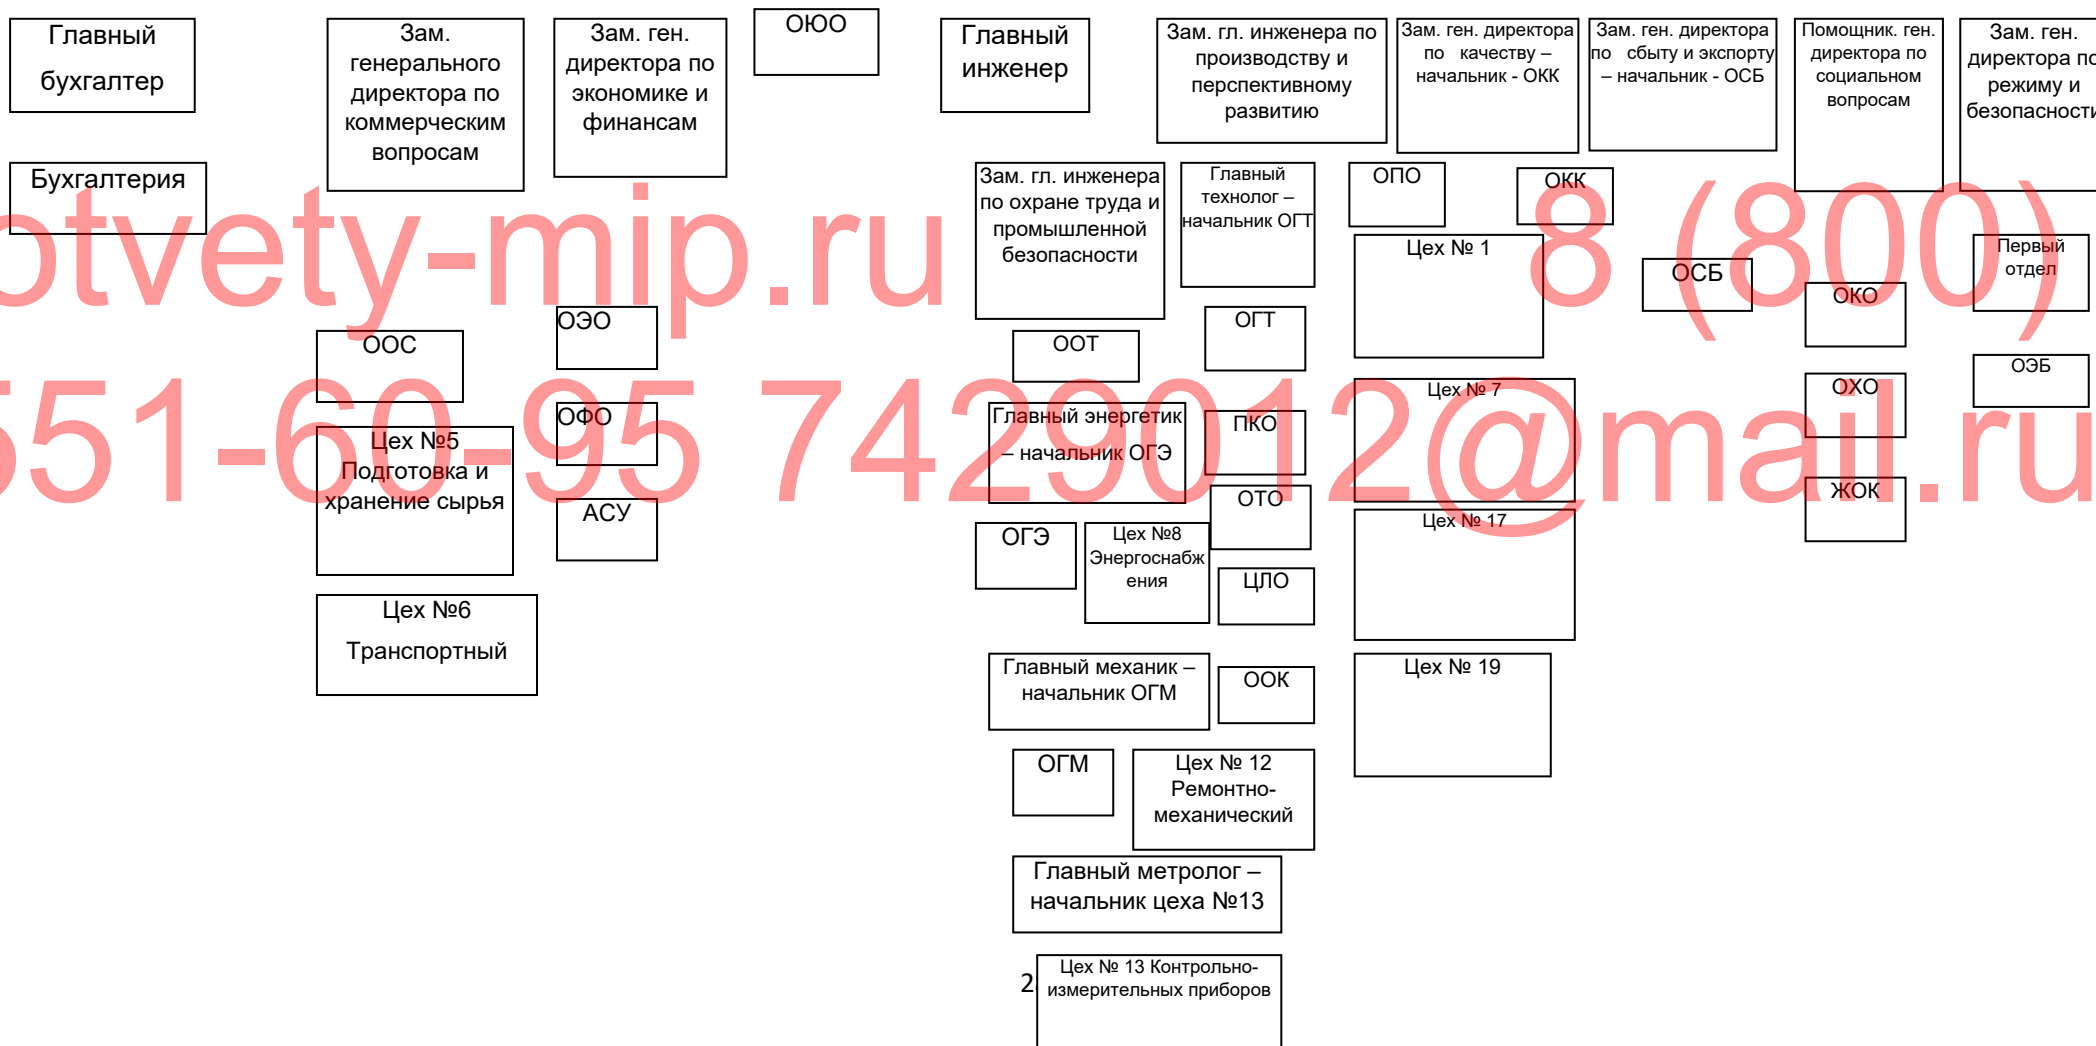 Главный
бухгалтер
Зам.
генерального
директора по
коммерческим
вопросам
Зам. ген.
директора по
экономике и
финансам
ОЮО
Главный
инженер
Зам. гл. инженера по
производству и
перспективному
развитию
Зам. ген. директора
по качеству –
начальник - ОКК
Зам. ген. директора
по сбыту и экспорту
– начальник - ОСБ
Помощник. ген.
директора по
социальном
вопросам
Зам. ген.
директора по
режиму и
безопасности
Бухгалтерия
Зам. гл. инженера
по охране труда и
промышленной
безопасности
Главный
технолог –
начальник ОГТ
ОПО
ОКК
otvety-mip.ru 8 (800)
Цех № 1
ОСБ
Первый
отдел
ОКО
ООС
ОЭО
ООТ
ОГТ
ОЭБ
551-60-95 7429012@mail.ru
Цех № 7
ОХО
ОФО
Главный энергетик
– начальник ОГЭ
ПКО
Цех №5
Подготовка и
хранение сырья
АСУ
ОТО
ЖОК
Цех № 17
ОГЭ
Цех №8
Энергоснабж
ения
ЦЛО
Цех №6
Транспортный
Главный механик –
начальник ОГМ
ООК
Цех № 19
ОГМ
Цех № 12
Ремонтно-
механический
Главный метролог –
начальник цеха №13
2
Цех № 13 Контрольно-
измерительных приборов